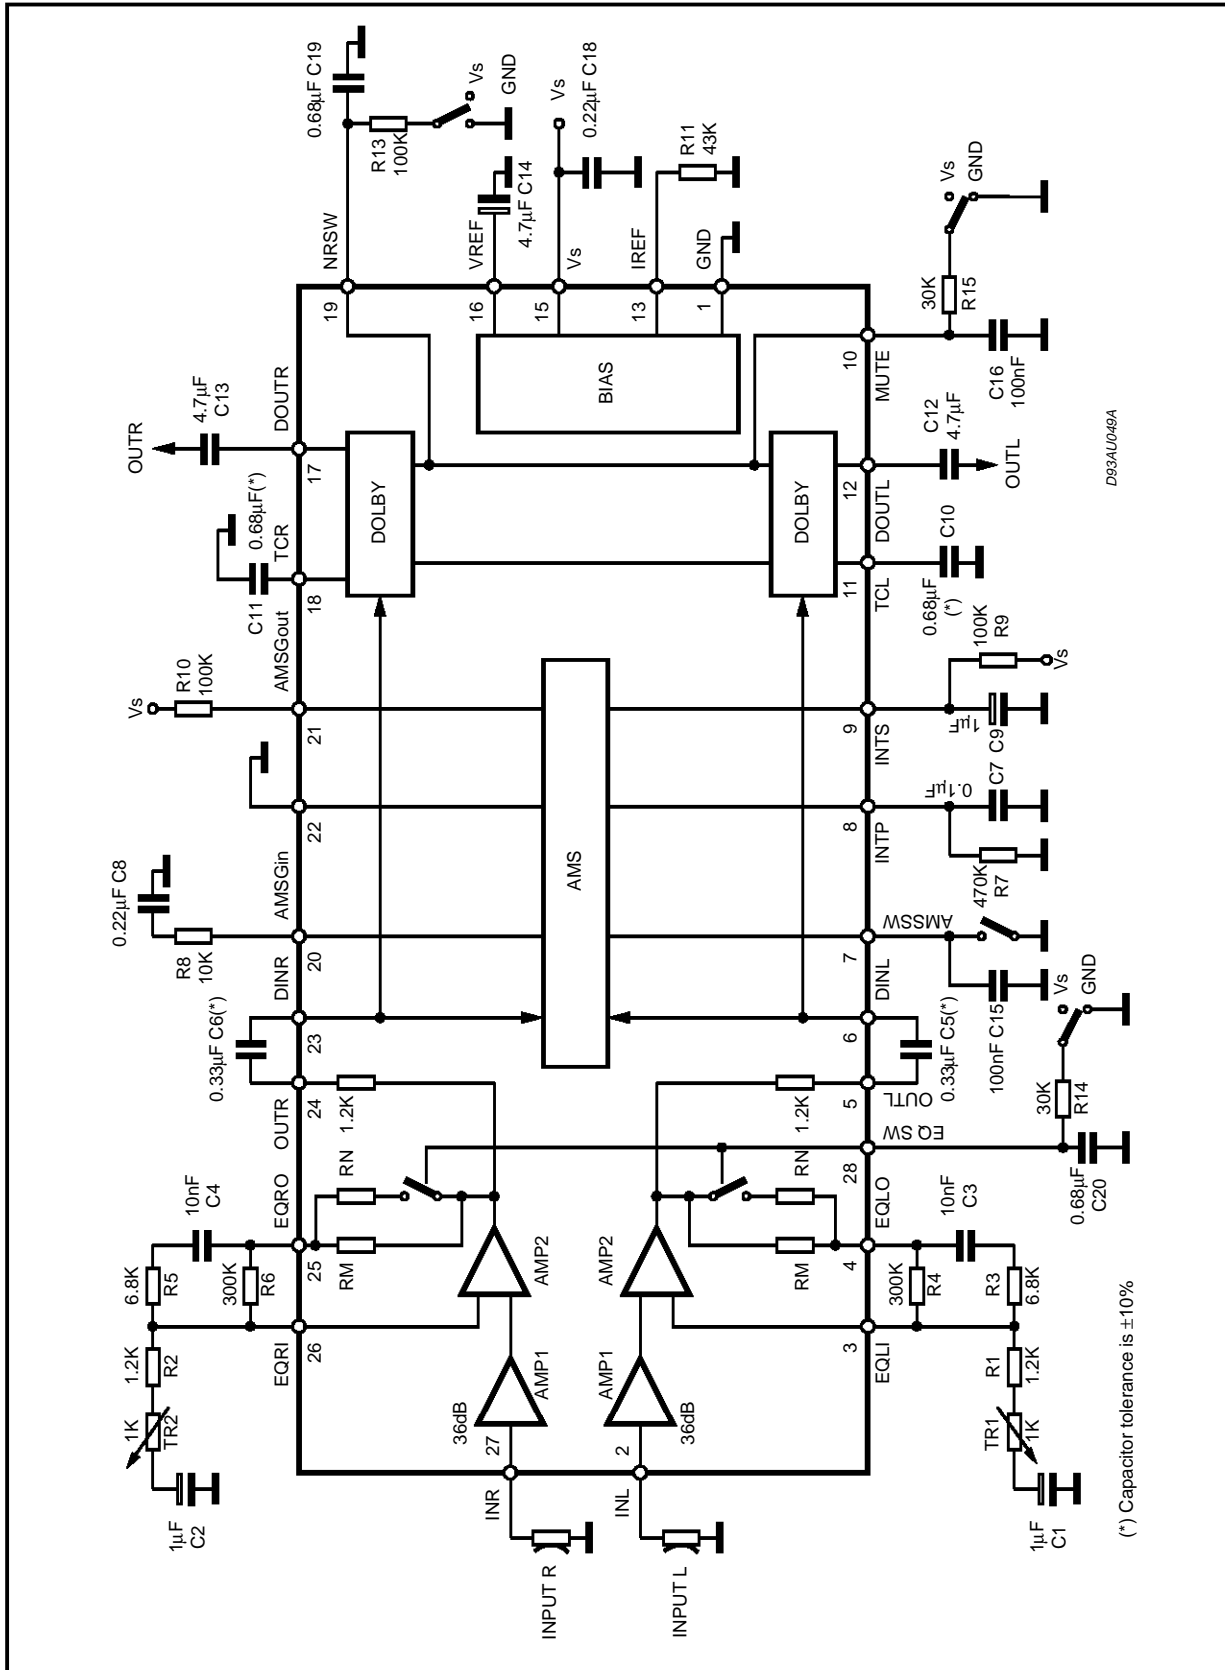 0.68µF C19
R13
100K
Vs
GND
NRSW
19
4.7µF C14
VREF
16
Vs
0.22µF C18
Vs
15
R11
43K
IREF
13
GND
1
BIAS
Vs
GND
30K
R15
C16
100nF
10
MUTE
OUTR
4.7µF
C13
DOUTR
17
0.68µF(*)
C11
TCR
18
DOLBY
DOLBY
12
DOUTL
C12
4.7µF
OUTL
11
TCL
C10
0.68µF
(*)
D93AU049A
Vs
R10
100K
AMSGout
21
22
0.22µF C8
R8
10K
AMSGin
20
AMS
9
INTS
1µF
C9
100K
R9
Vs
8
INTP
0.1µF
C7
470K
R7
7
AMSSW
100nF C15
DINR
23
0.33µF C6(*)
OUTR
24
1.2K
DINL
6
0.33µF C5(*)
OUTL
5
1.2K
EQ SW
28
Vs
GND
30K
R14
0.68µF
C20
10nF
C4
EQRO
25
6.8K
R5
300K
R6
RN
RM
AMP2
1.2K
R2
1K
TR2
1µF
C2
EQRI
26
AMP1
36dB
27
INR
INPUT R
RN
RM
AMP2
EQLO
4
10nF
C3
300K
R4
R3
6.8K
AMP1
36dB
2
INL
INPUT L
3
EQLI
R1
1.2K
TR1
1K
1µF
C1
(*) Capacitor tolerance is ±10%